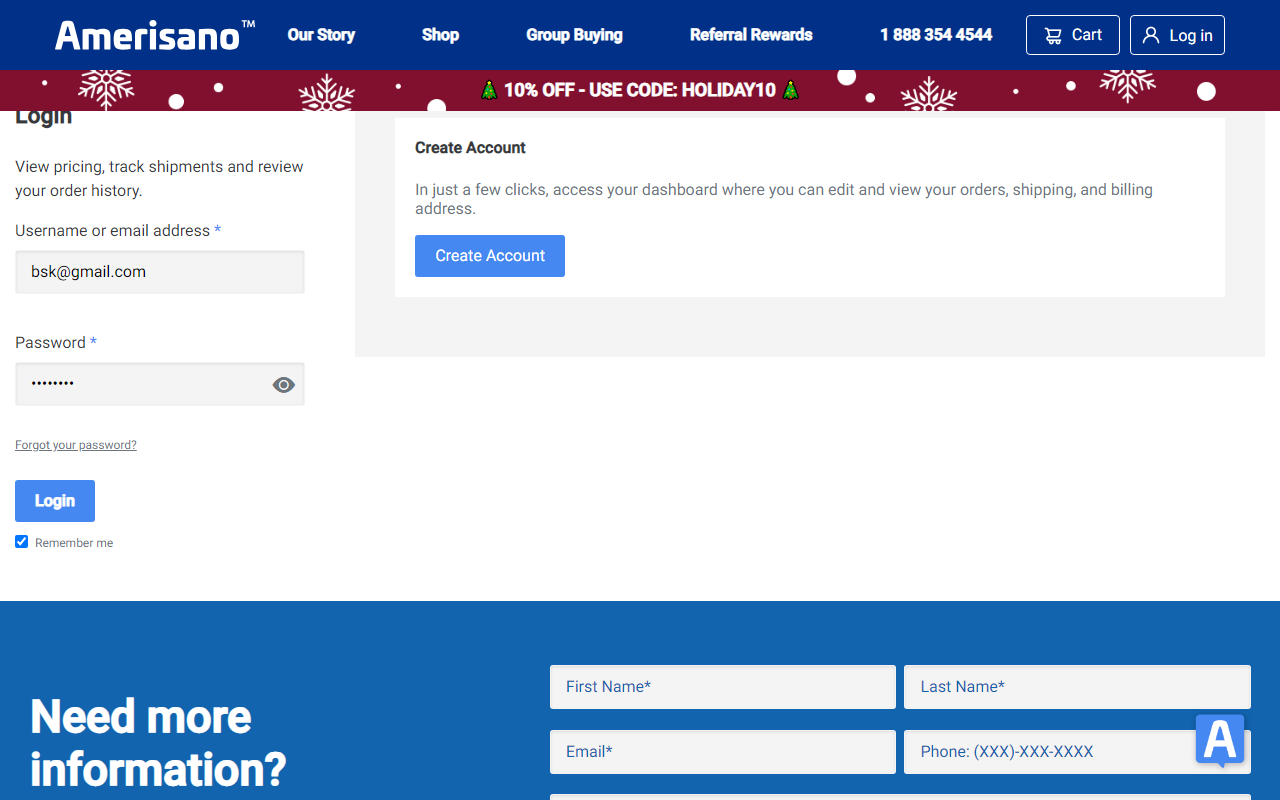 Amerisano™
Our Story
Shop
Group Buying
Referral Rewards
1 888 354 4544
Cart
Log in
🎄 10% OFF - USE CODE: HOLIDAY10 🎄
Login
View pricing, track shipments and review
your order history.
Username or email address *
bsk@gmail.com
Password *
••••••••
Forgot your password?
Login
Remember me
Create Account
In just a few clicks, access your dashboard where you can edit and view your orders, shipping, and billing
address.
Create Account
Need more
information?
First Name*
Last Name*
Email*
Phone: (XXX)-XXX-XXXX
A